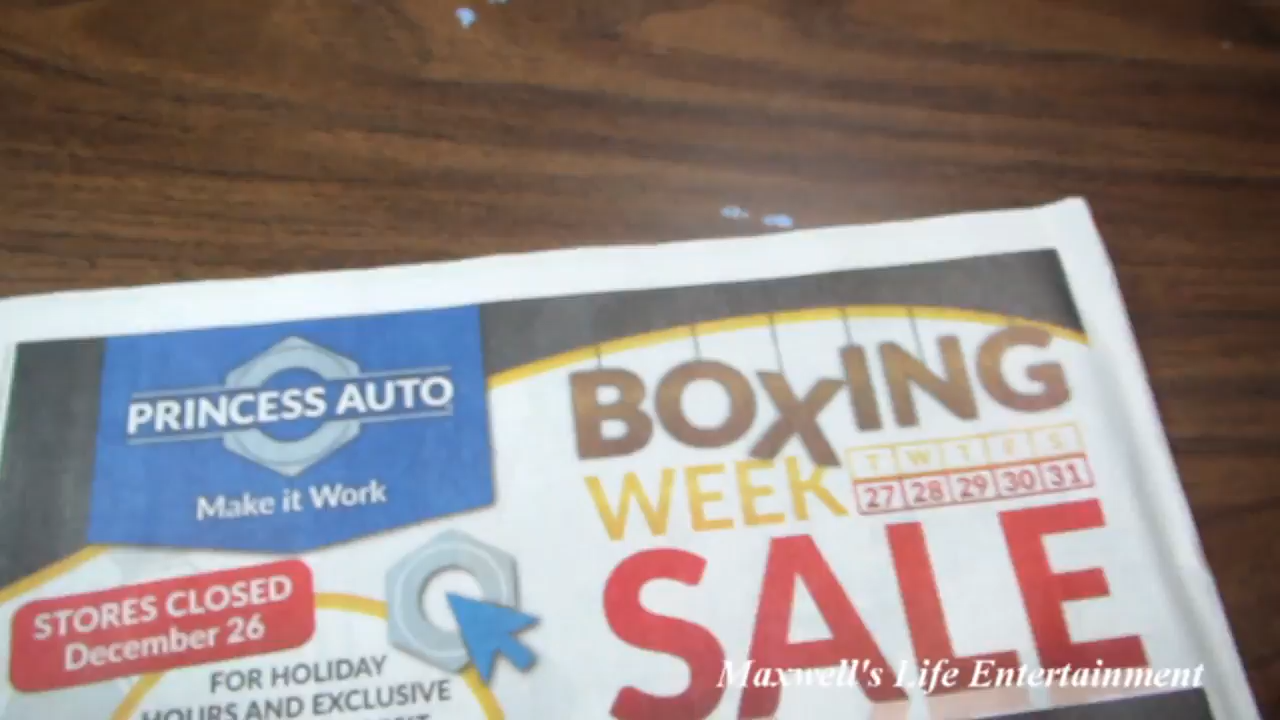 PRINCESS AUTO
Make it Work
STORES CLOSED
December 26
FOR HOLIDAY
HOURS AND EXCLUSIVE
BOXING
WEEK
T W T F S
27 28 29 30 31
SALE
Maxwell's Life Entertainment